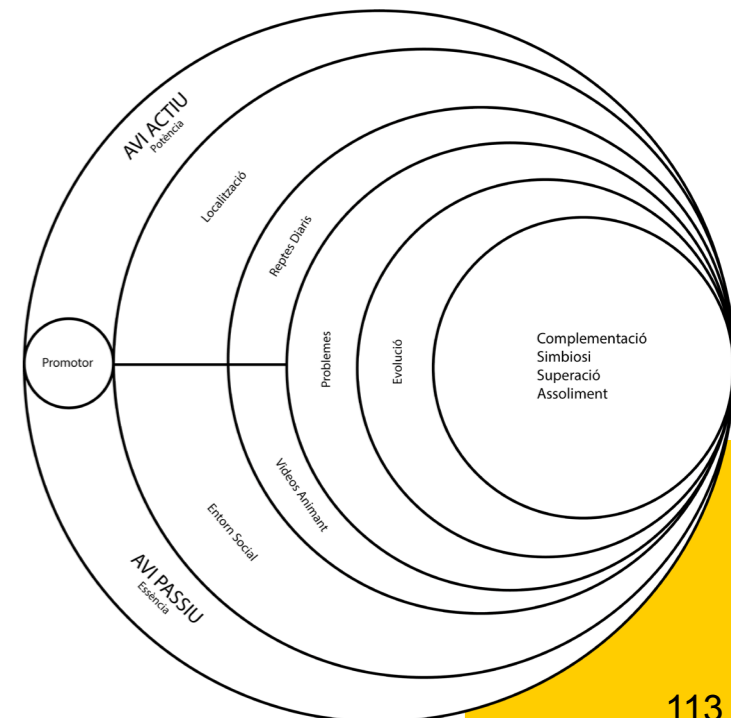 AVI ACTIU
Potència
Localització
Reptes Diaris
Promotor
Problemes
Evolució
Complementació
Simbiosi
Superació
Assoliment
Videos Animant
Entorn Social
AVI PASSIU
Essència
113